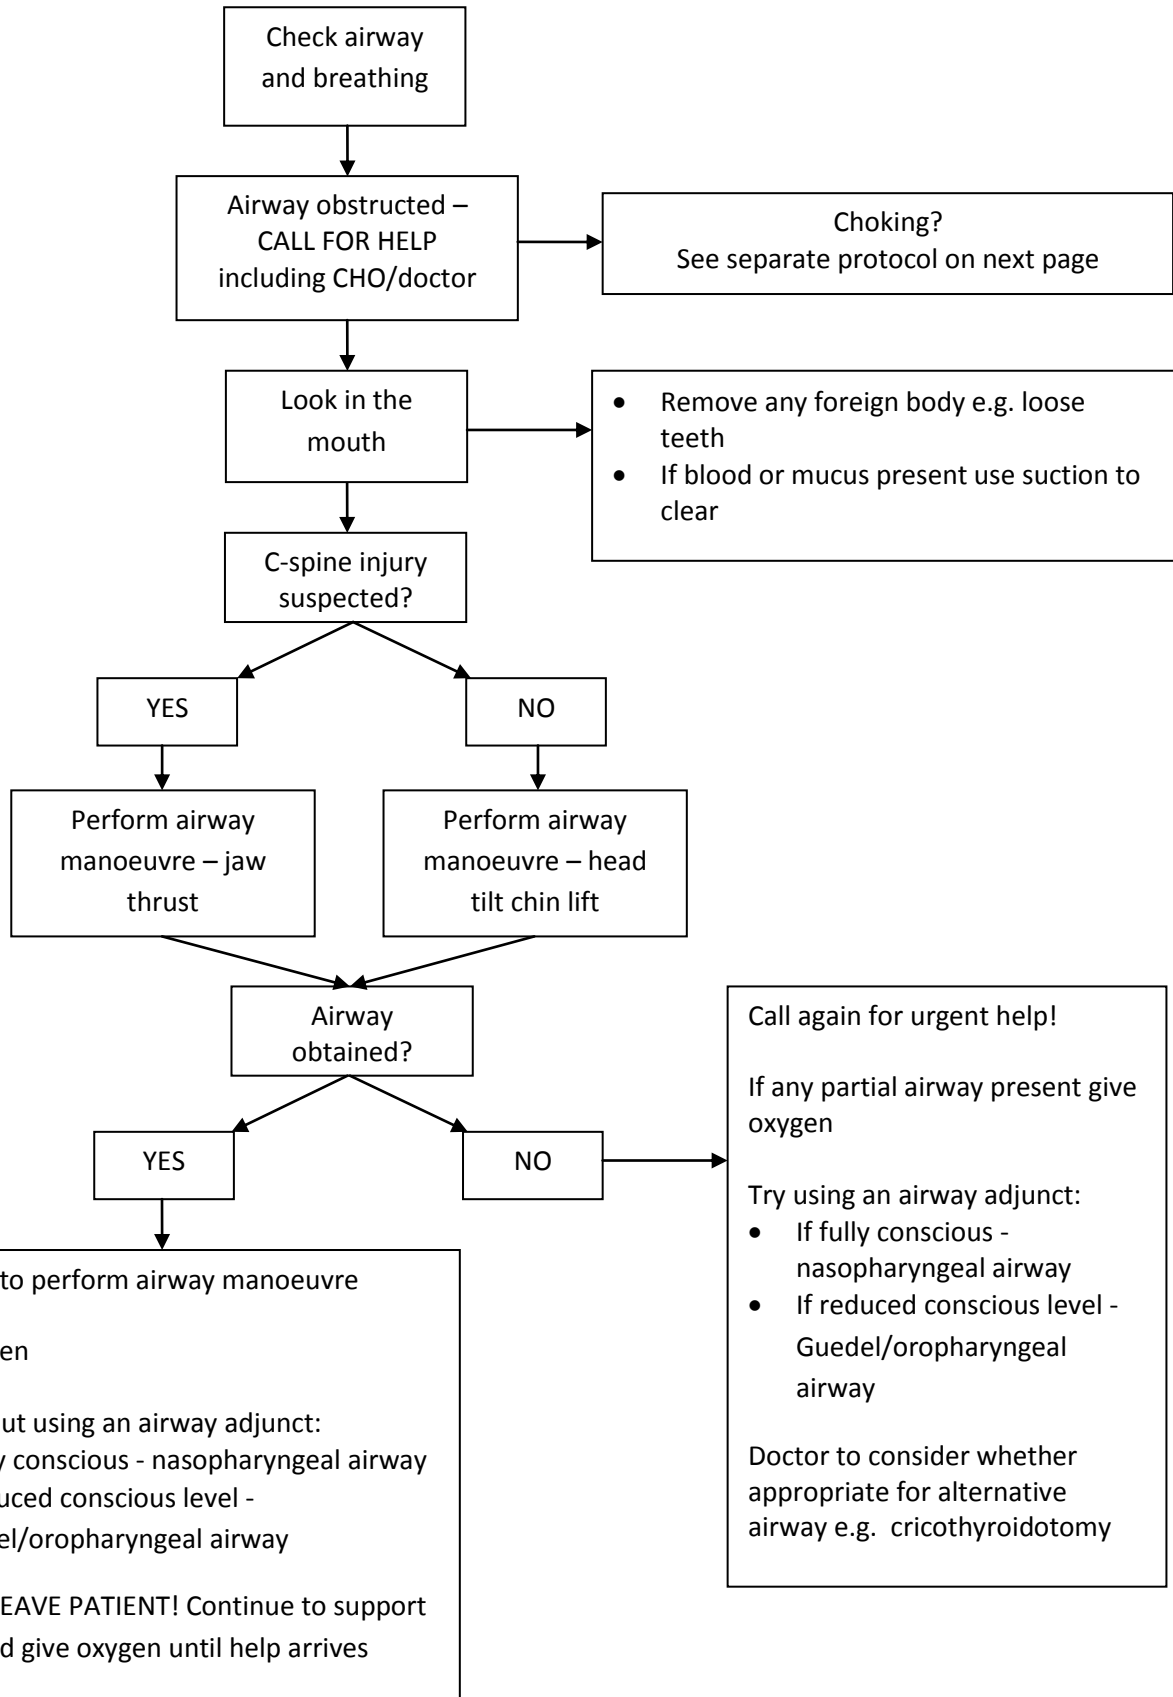 Check airway
and breathing
Airway obstructed –
CALL FOR HELP
including CHO/doctor
Choking?
See separate protocol on next page
Look in the
mouth
• Remove any foreign body e.g. loose
teeth
• If blood or mucus present use suction to
clear
C-spine injury
suspected?
YES
NO
Perform airway
manoeuvre – jaw
thrust
Perform airway
manoeuvre – head
tilt chin lift
Airway
obtained?
YES
NO
Call again for urgent help!
If any partial airway present give
oxygen
Try using an airway adjunct:
• If fully conscious -
nasopharyngeal airway
• If reduced conscious level -
Guedel/oropharyngeal
airway
Doctor to consider whether
appropriate for alternative
airway e.g. cricothyroidotomy
to perform airway manoeuvre
en
ut using an airway adjunct:
y conscious - nasopharyngeal airway
uced conscious level -
el/oropharyngeal airway
EAVE PATIENT! Continue to support
d give oxygen until help arrives